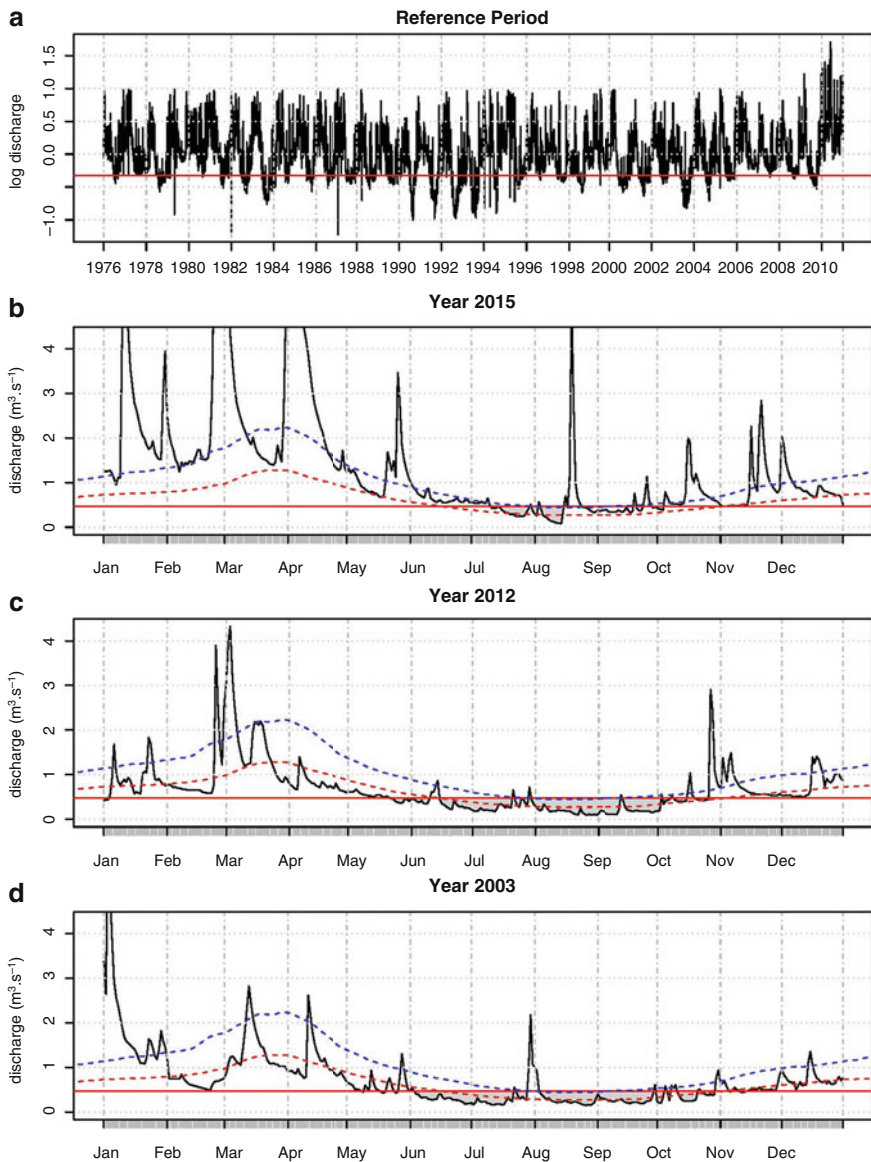 a
Reference Period
log discharge
1.5
1.0
0.5
0.0
−1.0
1976 1978 1980 1982 1984 1986 1987 1990 1992 1994 1996 1998 2000 2002 2004 2006 2008 2010
b
Year 2015
discharge (m³.s⁻¹)
4
3
2
1
0
Jan Feb Mar Apr May Jun Jul Aug Sep Oct Nov Dec
c
Year 2012
discharge (m³.s⁻¹)
4
3
2
1
0
Jan Feb Mar Apr May Jun Jul Aug Sep Oct Nov Dec
d
Year 2003
discharge (m³.s⁻¹)
4
3
2
1
0
Jan Feb Mar Apr May Jun Jul Aug Sep Oct Nov Dec